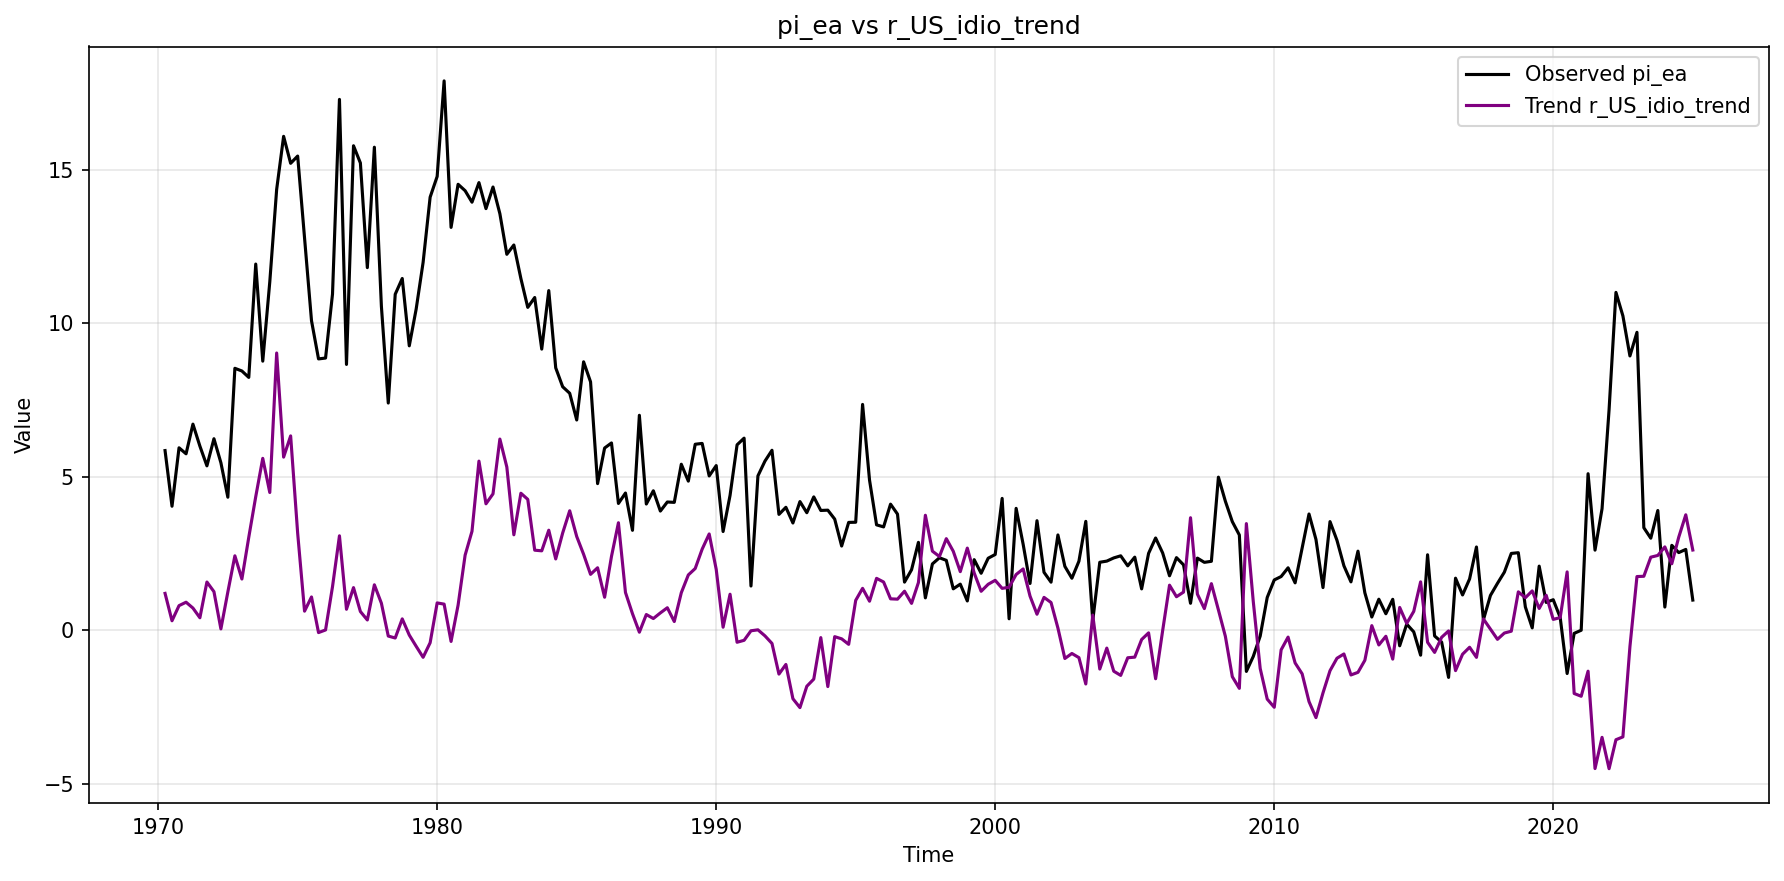 pi_ea vs r_US_idio_trend
Observed pi_ea
Trend r_US_idio_trend
Value
15
10
5
0
−5
1970
1980
1990
2000
2010
2020
Time